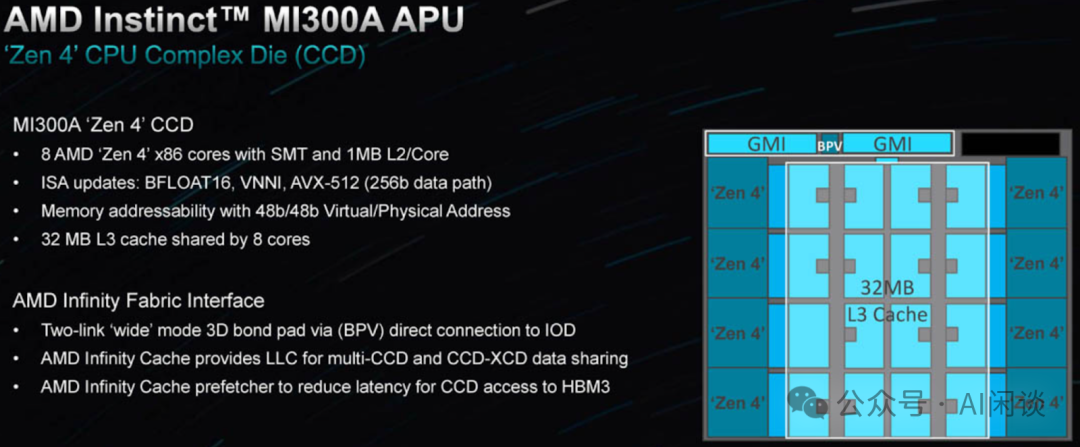 AMD Instinct™ MI300A APU
‘Zen 4’ CPU Complex Die (CCD)
MI300A ‘Zen 4’ CCD
• 8 AMD ‘Zen 4’ x86 cores with SMT and 1MB L2/Core
• ISA updates: BFLOAT16, VNNI, AVX-512 (256b data path)
• Memory addressability with 48b/48b Virtual/Physical Address
• 32 MB L3 cache shared by 8 cores
AMD Infinity Fabric Interface
• Two-link ‘wide’ mode 3D bond pad via (BPV) direct connection to IOD
• AMD Infinity Cache provides LLC for multi-CCD and CCD-XCD data sharing
• AMD Infinity Cache prefetcher to reduce latency for CCD access to HBM3
GMI BPV GMI
‘Zen 4’ ‘Zen 4’
‘Zen 4’ ‘Zen 4’
32MB
L3 Cache
‘Zen 4’ ‘Zen 4’
‘Zen 4’ ‘Zen 4’
公众号 · AI闲谈